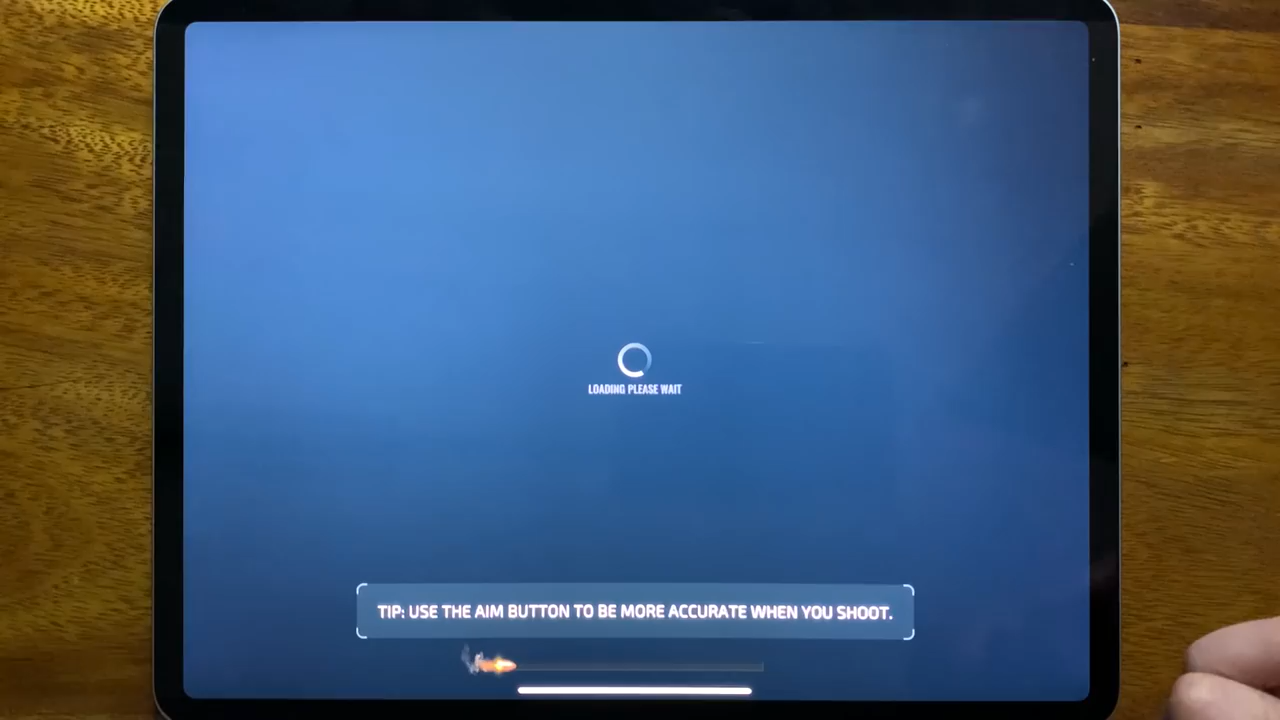 LOADING PLEASE WAIT
TIP: USE THE AIM BUTTON TO BE MORE ACCURATE WHEN YOU SHOOT.